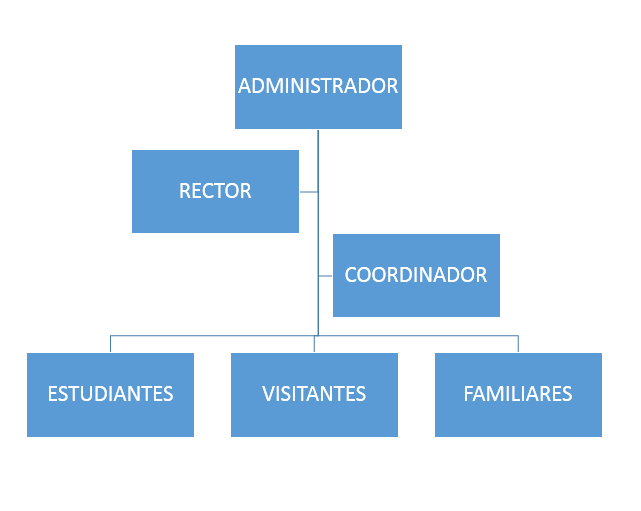 ADMINISTRADOR
RECTOR
COORDINADOR
ESTUDIANTES
VISITANTES
FAMILIARES